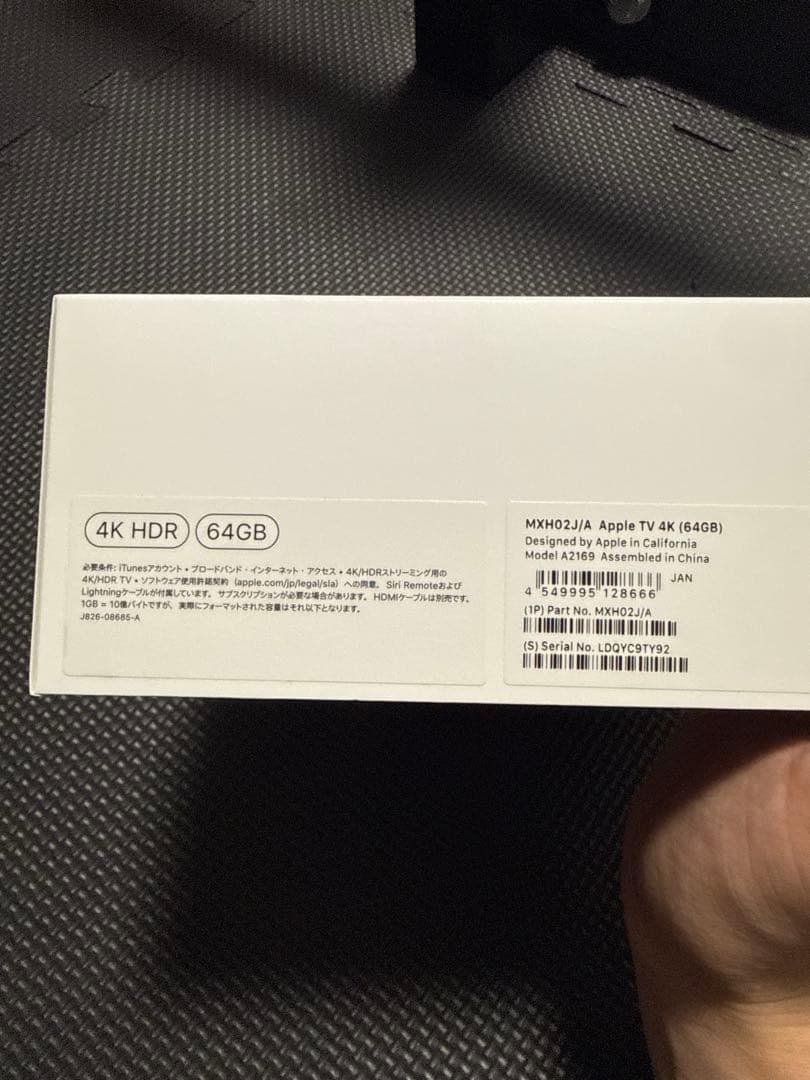 4K HDR 64GB
必要条件: iTunesアカウント • ブロードバンド・インターネット・アクセス • 4K/HDRストリーミング用の
4K/HDR TV • ソフトウェア使用許諾契約（apple.com/jp/legal/sla）への同意。 Siri Remoteおよび
Lightningケーブルが付属しています。 サブスクリプションが必要な場合があります。 HDMIケーブルは別売です。
1GB = 10億バイトですが、実際にフォーマットされた容量はそれ以下となります。
J826-08685-A
MXH02J/A Apple TV 4K (64GB)
Designed by Apple in California
Model A2169 Assembled in China
JAN
4 549995 128666
(1P) Part No. MXH02J/A
(S) Serial No. LDQYC9TY92